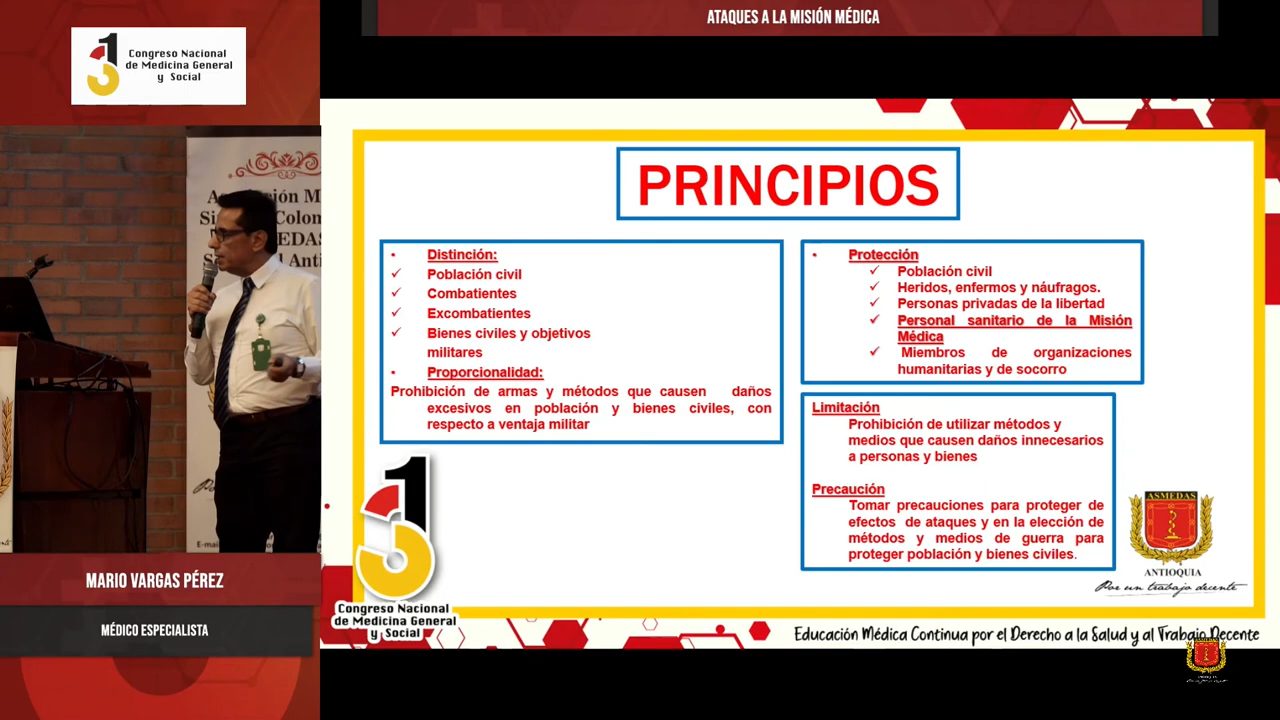 ATAQUES A LA MISIÓN MÉDICA
Congreso Nacional
de Medicina General
y Social
PRINCIPIOS
Distinción:
Población civil
Combatientes
Excombatientes
Bienes civiles y objetivos
militares
Proporcionalidad:
Prohibición de armas y métodos que causen daños
excesivos en población y bienes civiles, con
respecto a ventaja militar
Protección
Población civil
Heridos, enfermos y náufragos.
Personas privadas de la libertad
Personal sanitario de la Misión
Médica
Miembros de organizaciones
humanitarias y de socorro
Limitación
Prohibición de utilizar métodos y
medios que causen daños innecesarios
a personas y bienes
Precaución
Tomar precauciones para proteger de
efectos de ataques y en la elección de
métodos y medios de guerra para
proteger población y bienes civiles.
ASMEDAS
ANTIOQUIA
Por un trabajo decente
13
Congreso Nacional
de Medicina General
y Social
Educación Médica Continua por el Derecho a la Salud y al Trabajo Decente
MARIO VARGAS PÉREZ
MÉDICO ESPECIALISTA